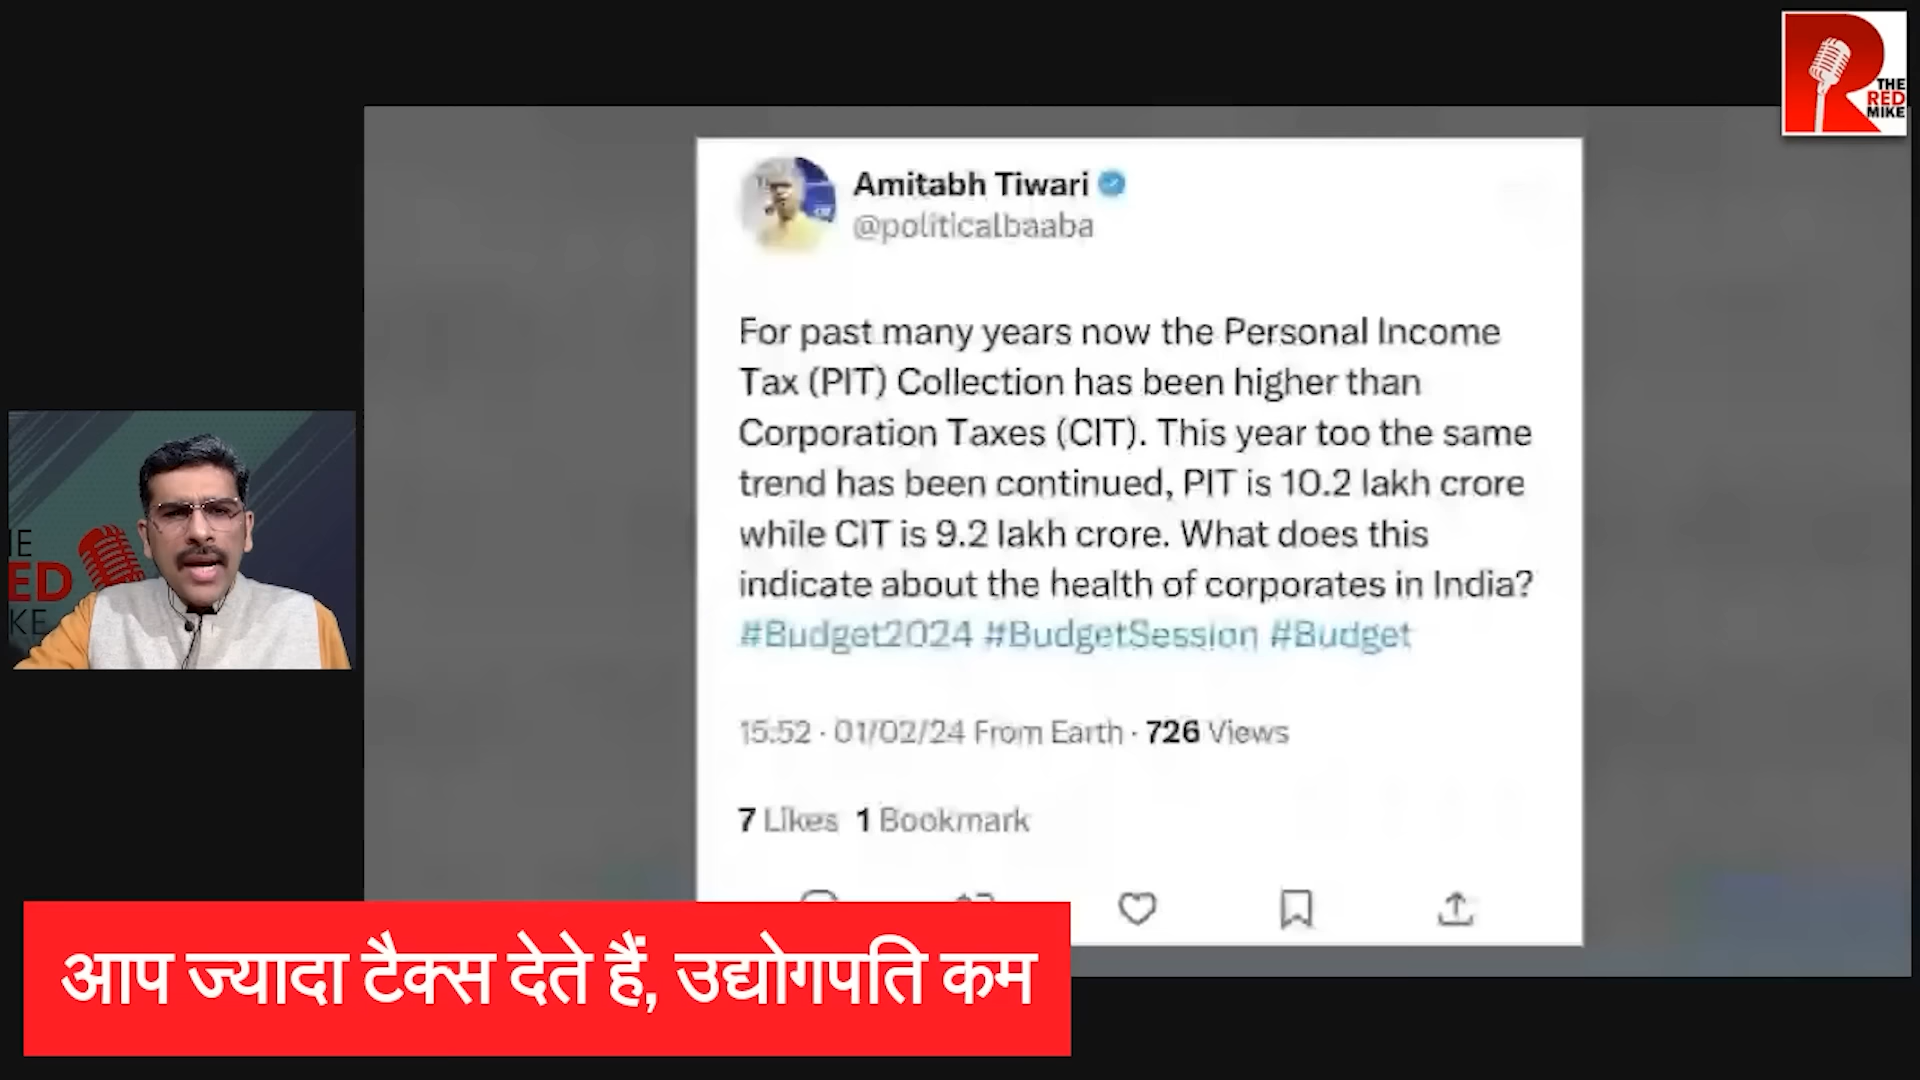 THE
RED
MIKE
Amitabh Tiwari
@politicalbaaba
For past many years now the Personal Income
Tax (PIT) Collection has been higher than
Corporation Taxes (CIT). This year too the same
trend has been continued, PIT is 10.2 lakh crore
while CIT is 9.2 lakh crore. What does this
indicate about the health of corporates in India?
#Budget2024 #BudgetSession #Budget
15:52 · 01/02/24 From Earth · 726 Views
7 Likes 1 Bookmark
IE
ED
KE
आप ज्यादा टैक्स देते हैं, उद्योगपति कम